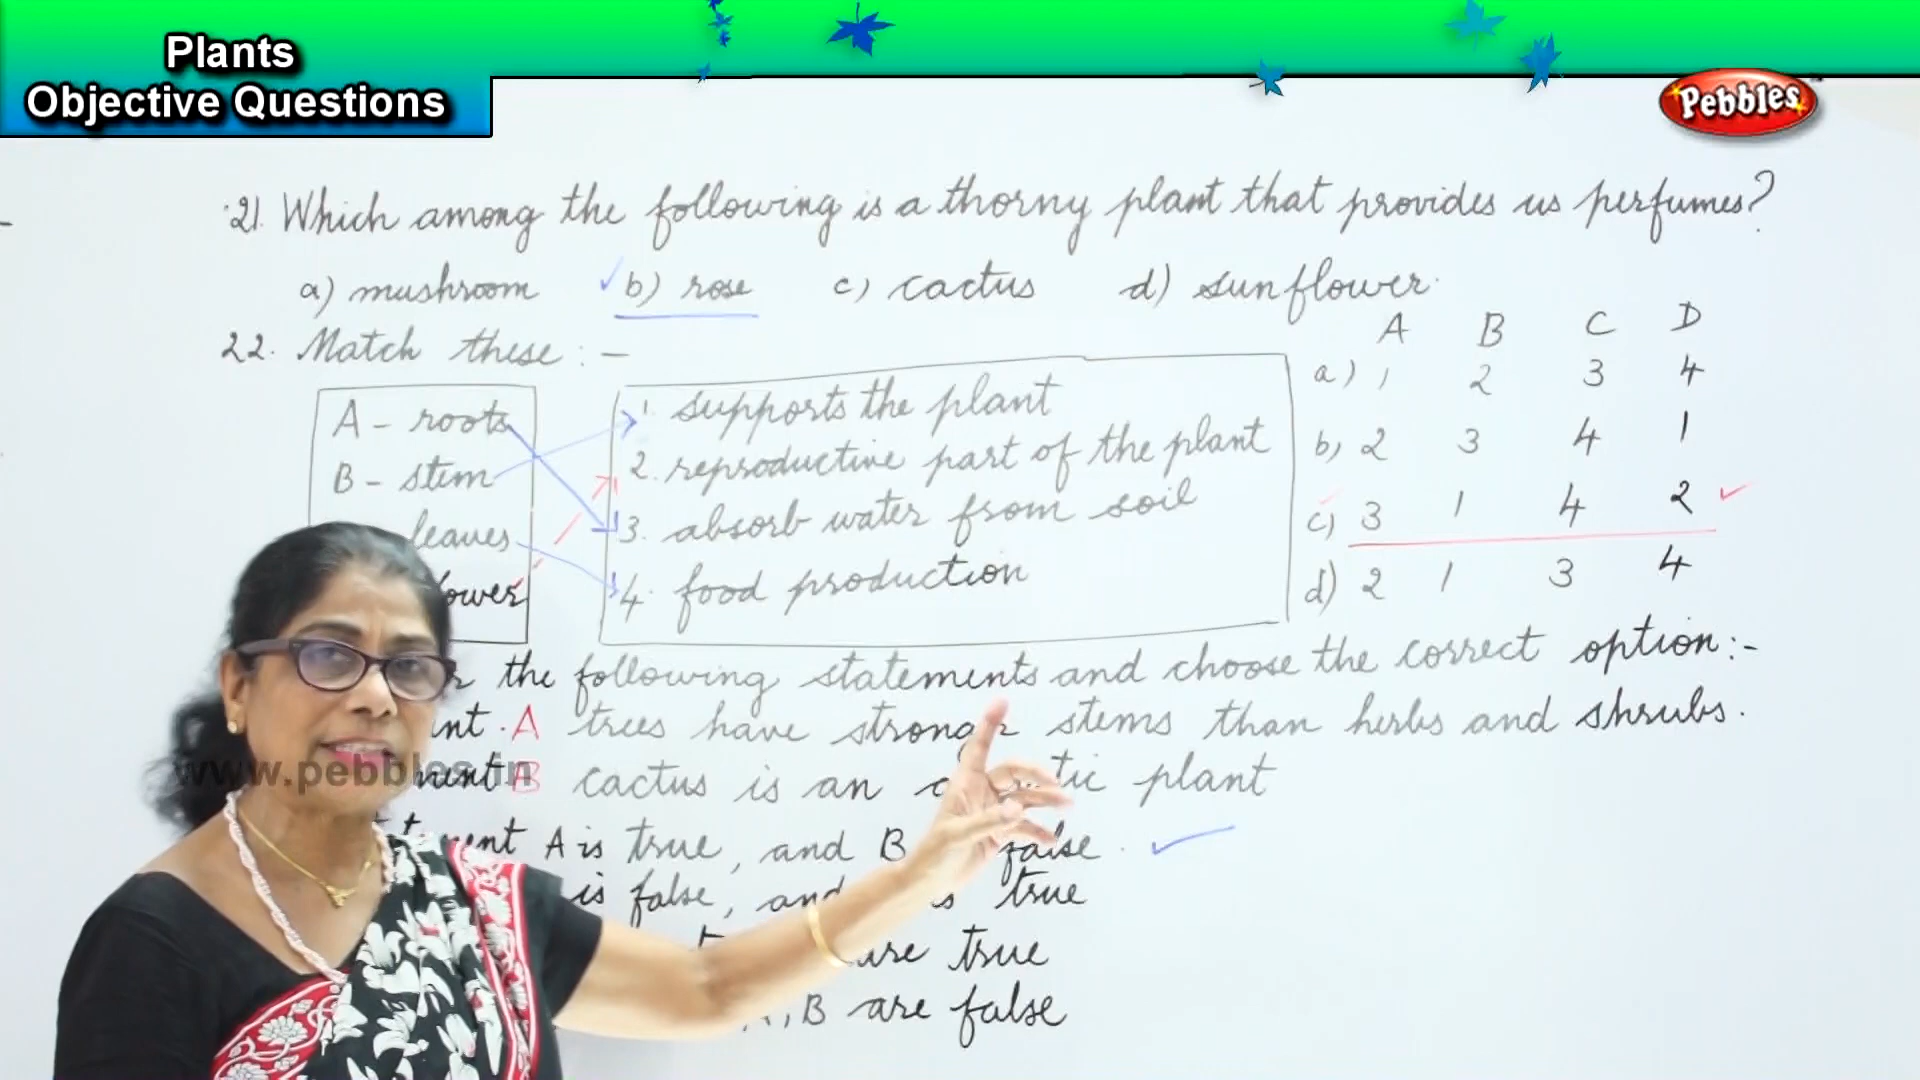 Plants
Objective Questions
Pebbles
21. Which among the following is a thorny plant that provides us perfumes?
a) mushroom b) rose c) cactus d) sunflower.
22. Match these :-
A - roots
B - stem
leaves
ower
1. supports the plant
2. reproductive part of the plant
3. absorb water from soil
4. food production
A B C D
a) 1 2 3 4
b) 2 3 4 1
c) 3 1 4 2
d) 2 1 3 4
the following statements and choose the correct option:-
A trees have stronger stems than herbs and shrubs.
B cactus is an plant
A is true, and B false.
is false, and true
are true
B are false
www.pebbles.in